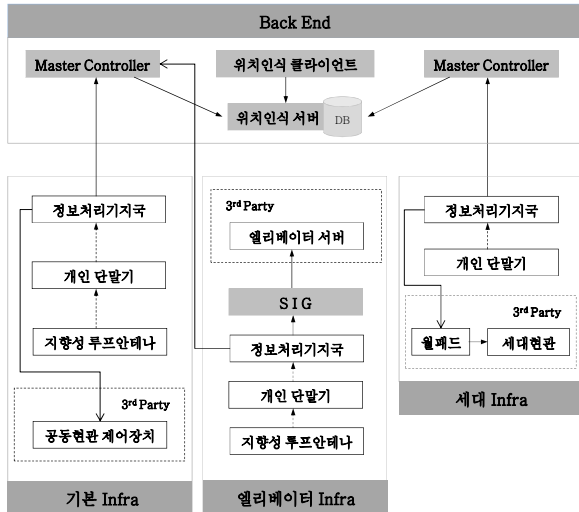 Back End
Master Controller
위치인식 클라이언트
Master Controller
위치인식 서버
DB
정보처리기지국
개인 단말기
지향성 루프안테나
3rd Party
공동현관 제어장치
기본 Infra
3rd Party
엘리베이터 서버
SIG
정보처리기지국
개인 단말기
지향성 루프안테나
엘리베이터 Infra
정보처리기지국
개인 단말기
3rd Party
월패드
세대현관
세대 Infra